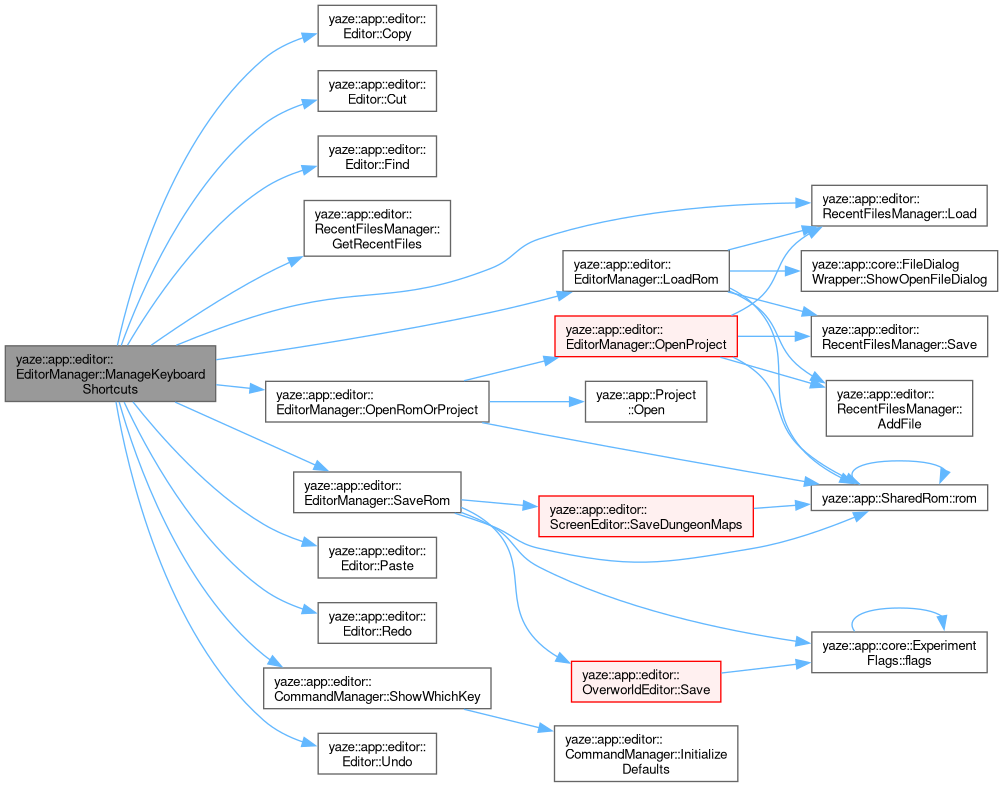 yaze::app::editor::
Editor::Copy
yaze::app::editor::
Editor::Cut
yaze::app::editor::
Editor::Find
yaze::app::editor::
RecentFilesManager::
GetRecentFiles
yaze::app::editor::
RecentFilesManager::Load
yaze::app::editor::
EditorManager::LoadRom
yaze::app::core::FileDialog
Wrapper::ShowOpenFileDialog
yaze::app::editor::
EditorManager::OpenProject
yaze::app::editor::
RecentFilesManager::Save
yaze::app::editor::
EditorManager::ManageKeyboard
Shortcuts
yaze::app::editor::
EditorManager::OpenRomOrProject
yaze::app::Project
::Open
yaze::app::editor::
RecentFilesManager::
AddFile
yaze::app::editor::
EditorManager::SaveRom
yaze::app::editor::
ScreenEditor::SaveDungeonMaps
yaze::app::SharedRom::rom
yaze::app::editor::
Editor::Paste
yaze::app::editor::
Editor::Redo
yaze::app::core::Experiment
Flags::flags
yaze::app::editor::
CommandManager::ShowWhichKey
yaze::app::editor::
OverworldEditor::Save
yaze::app::editor::
Editor::Undo
yaze::app::editor::
CommandManager::Initialize
Defaults